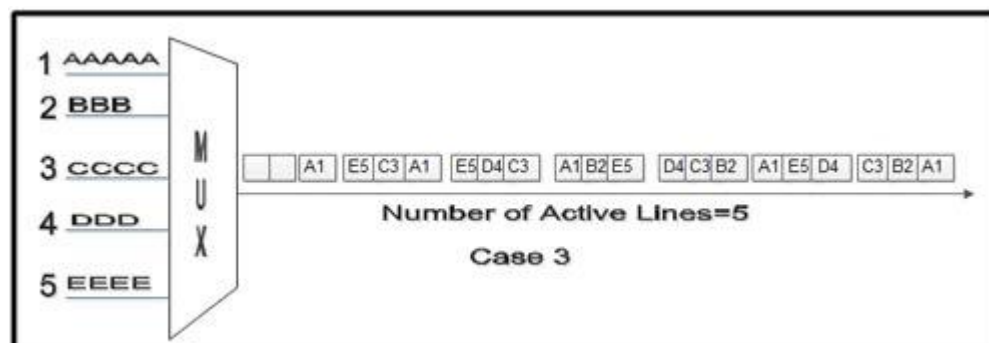 1 AAAAA
2 BBB
3 CCCC
4 DDD
5 EEEE
M
U
X
A1 E5 C3 A1 E5 D4 C3 A1 B2 E5 D4 C3 B2 A1 E5 D4 C3 B2 A1
Number of Active Lines=5
Case 3